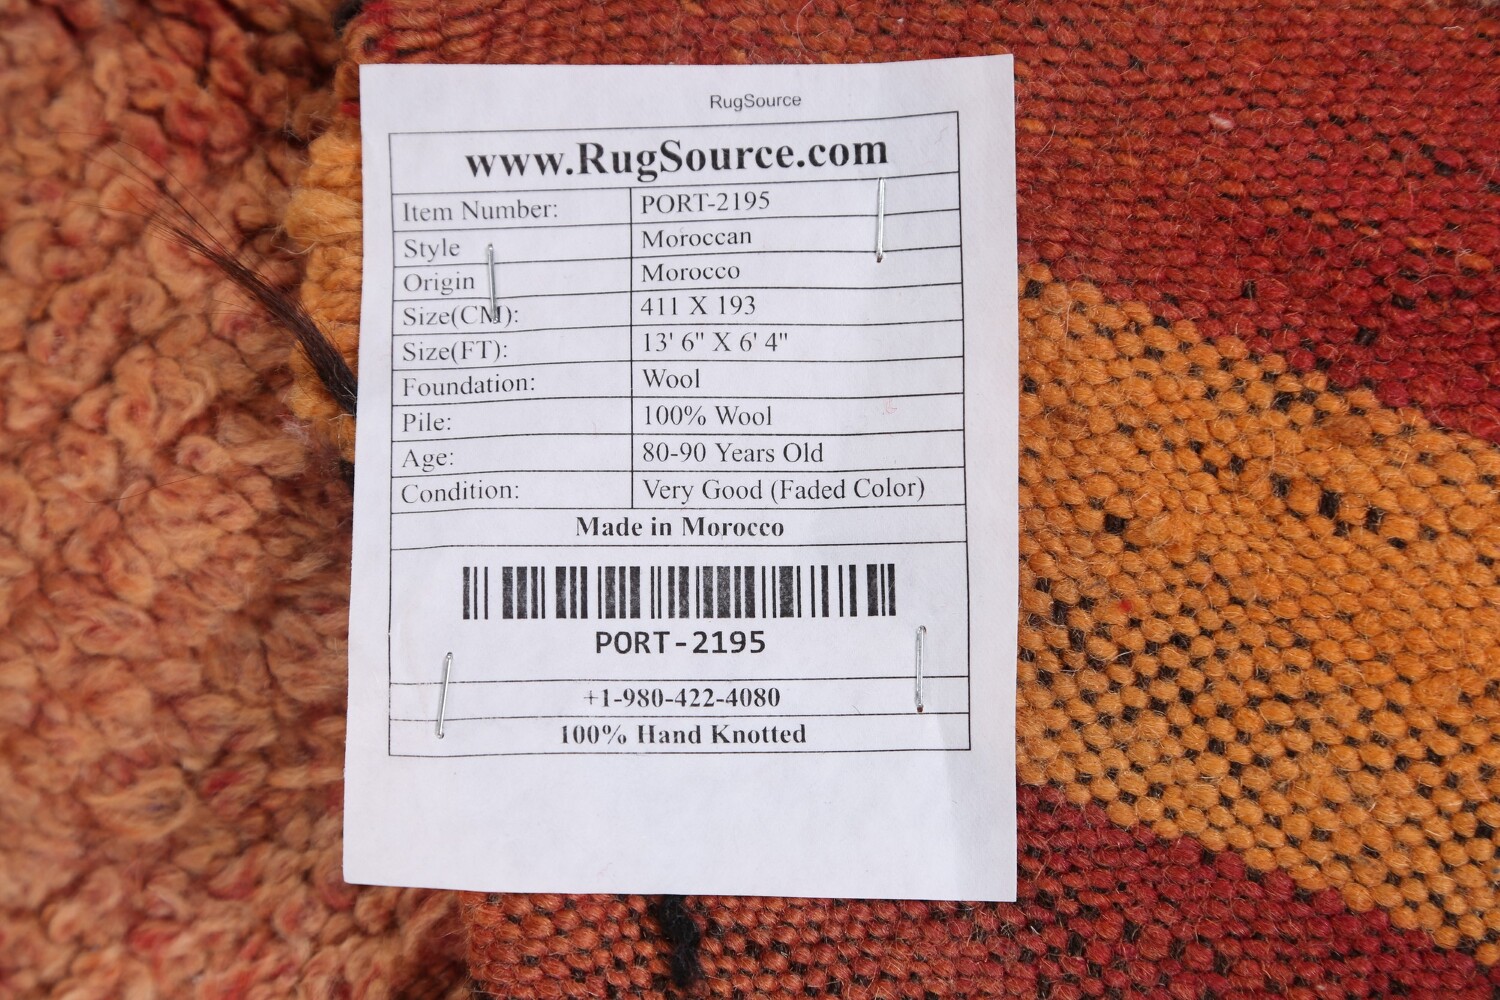 RugSource
www.RugSource.com
Item Number: PORT-2195
Style Moroccan
Origin Morocco
Size(CM): 411 X 193
Size(FT): 13' 6" X 6' 4"
Foundation: Wool
Pile: 100% Wool
Age: 80-90 Years Old
Condition: Very Good (Faded Color)
Made in Morocco
PORT-2195
+1-980-422-4080
100% Hand Knotted